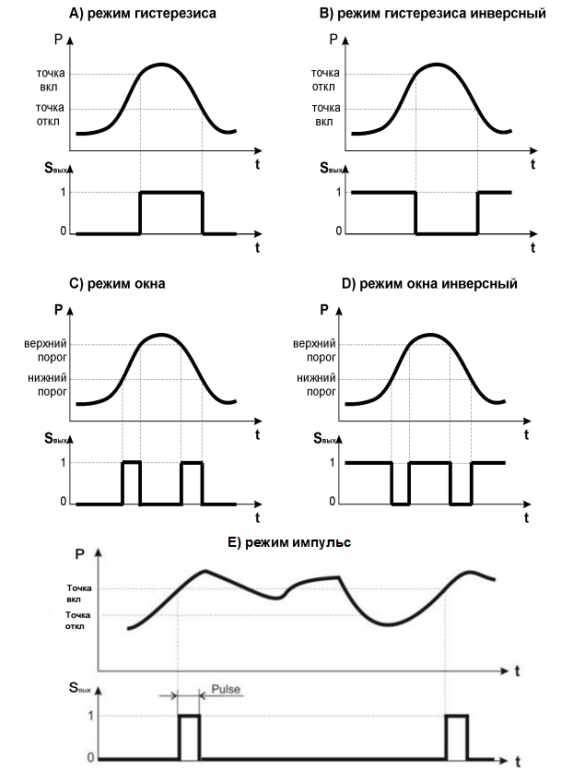 А) режим гистерезиса
P
точка
вкл
точка
откл
t
Sвых
1
0
t
В) режим гистерезиса инверсный
P
точка
откл
точка
вкл
t
Sвых
1
0
t
С) режим окна
P
верхний
порог
нижний
порог
t
Sвых
1
0
t
D) режим окна инверсный
P
верхний
порог
нижний
порог
t
Sвых
1
0
t
Е) режим импульс
P
Точка
вкл
Точка
откл
t
Sвых
Pulse
1
0
t